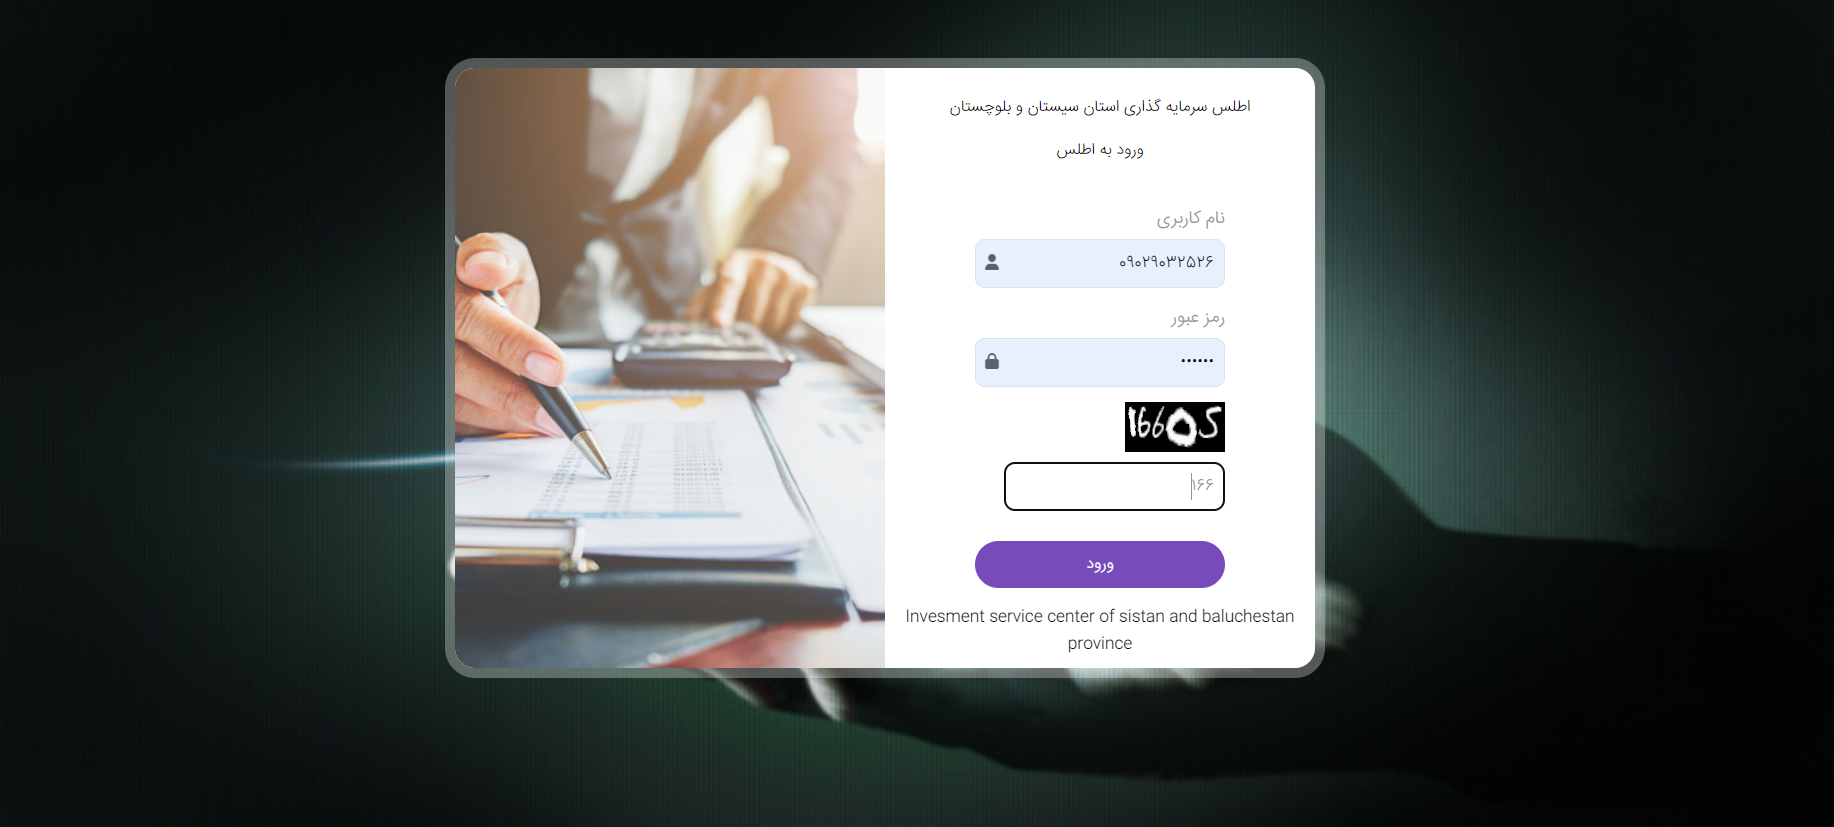 اطلس سرمایه گذاری استان سیستان و بلوچستان
ورود به اطلس
نام کاربری
۰۹۰۲۹۰۳۲۵۲۶
رمز عبور
••••••
16605
۱۶۶
ورود
Invesment service center of sistan and baluchestan
province